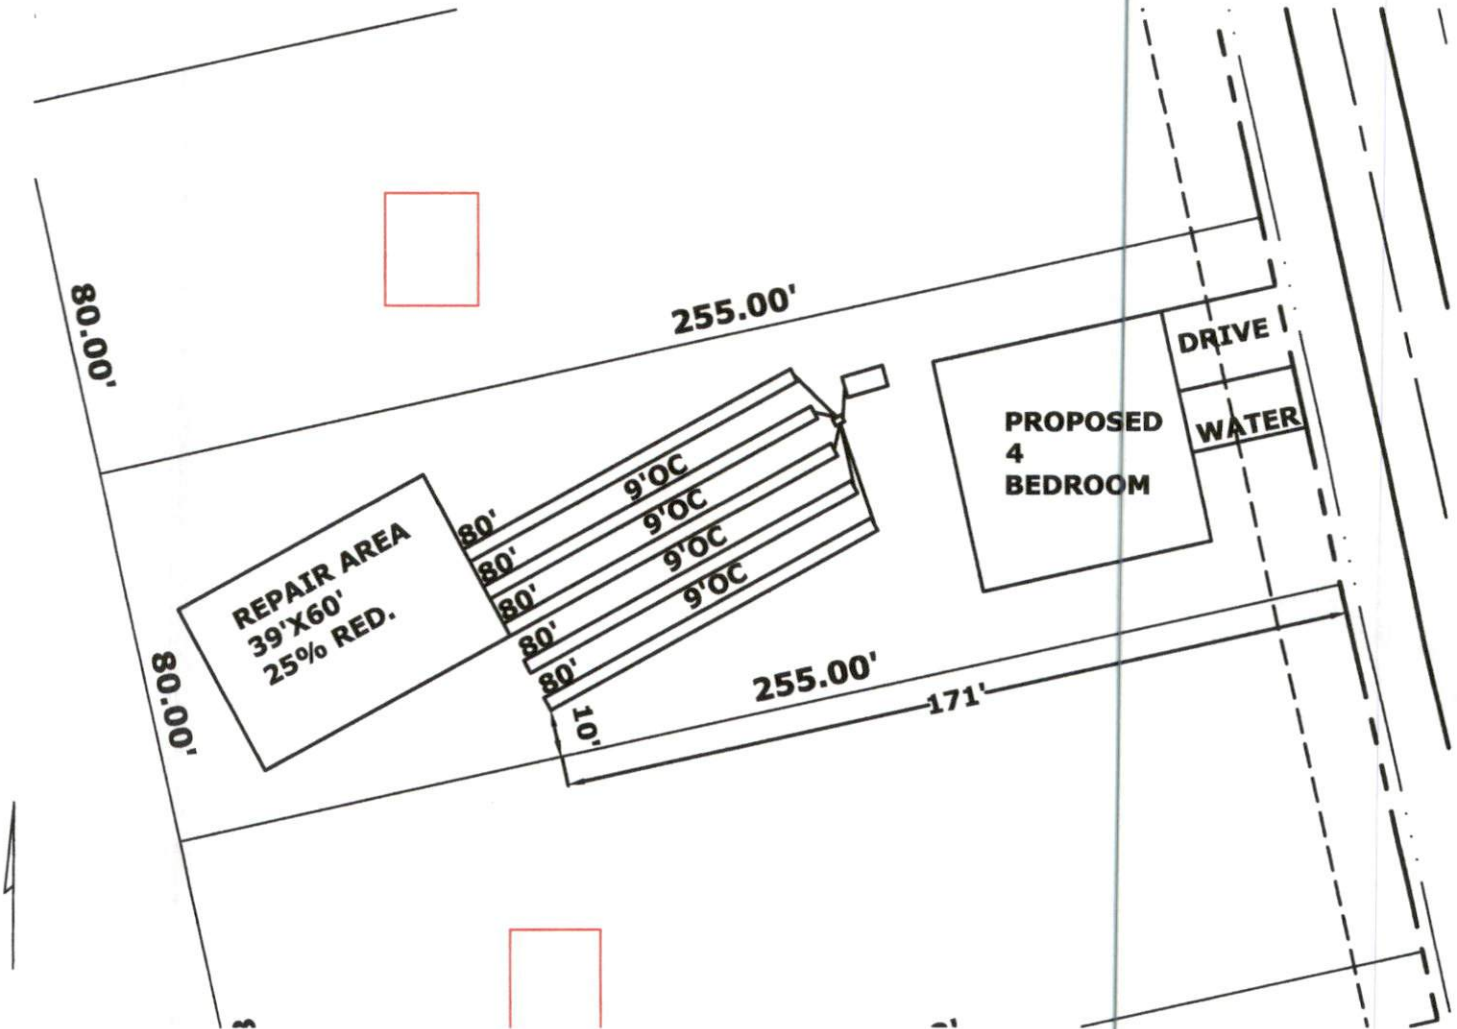 80.00'
255.00'
DRIVE
WATER
PROPOSED
4
BEDROOM
9'OC
9'OC
9'OC
9'OC
80'
80'
80'
80'
80'
REPAIR AREA
39'X60'
25% RED.
80.00'
10'
255.00'
171'